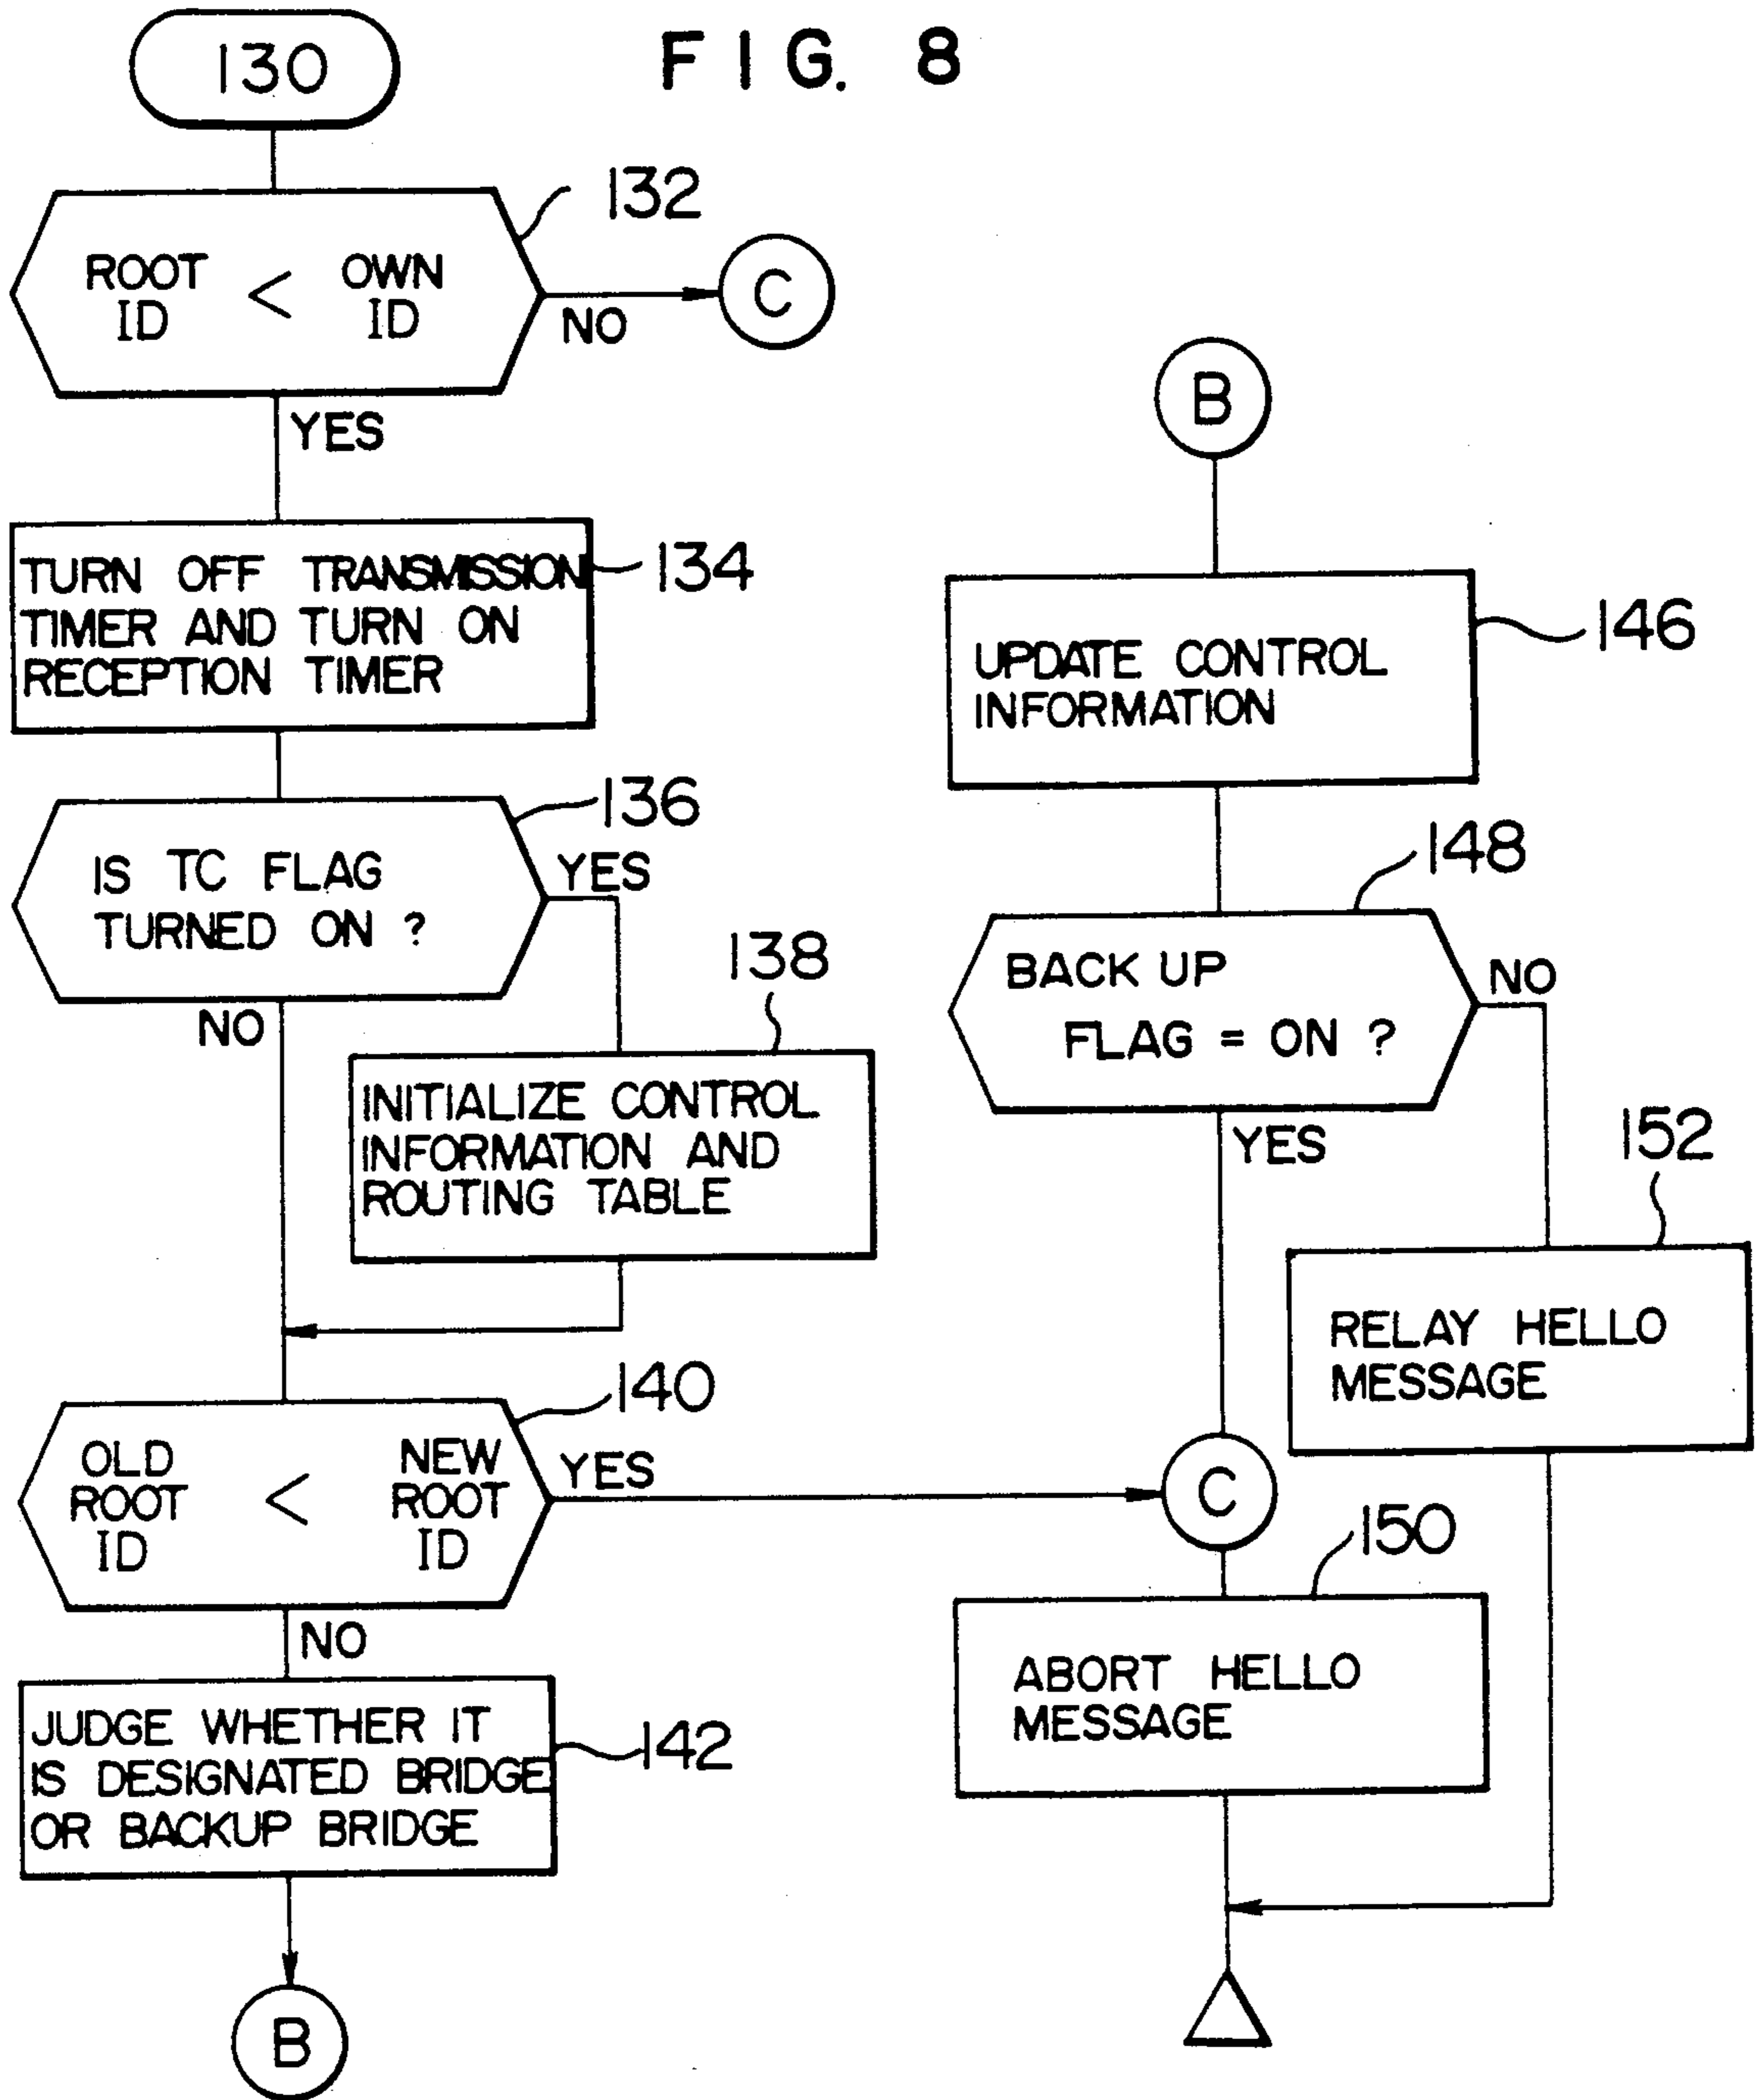 FIG. 8
130
132
ROOT ID < OWN ID
NO
C
YES
TURN OFF TRANSMISSION
TIMER AND TURN ON
RECEPTION TIMER
134
136
IS TC FLAG
TURNED ON ?
YES
NO
138
INITIALIZE CONTROL
INFORMATION AND
ROUTING TABLE
140
OLD ROOT ID < NEW ROOT ID
YES
NO
JUDGE WHETHER IT
IS DESIGNATED BRIDGE
OR BACKUP BRIDGE
142
B
B
UPDATE CONTROL
INFORMATION
146
148
BACK UP
FLAG = ON ?
NO
YES
152
RELAY HELLO
MESSAGE
C
150
ABORT HELLO
MESSAGE